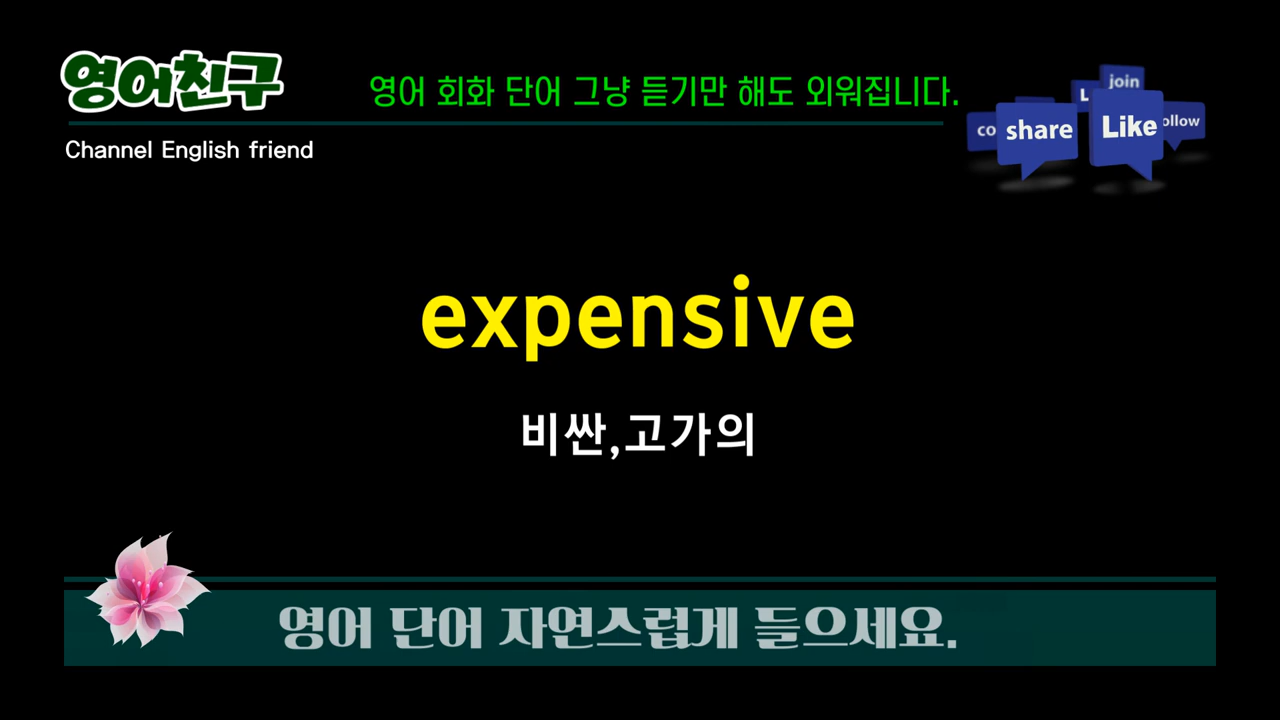 영어친구
영어 회화 단어 그냥 듣기만 해도 외워집니다.
join
share
Like
ollow
co
L
Channel English friend
expensive
비싼,고가의
영어 단어 자연스럽게 들으세요.